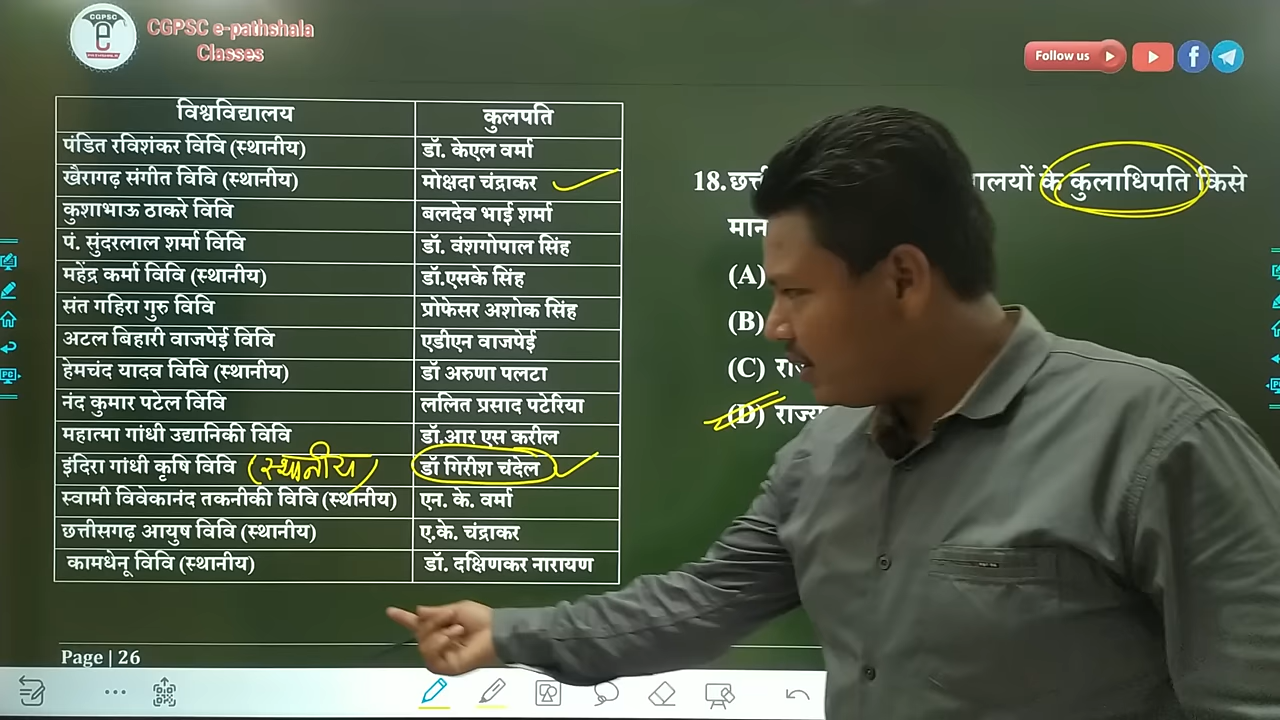 CGPSC
e
CGPSC e-pathshala
Classes
Follow us
विश्वविद्यालय कुलपति
पंडित रविशंकर विवि (स्थानीय) डॉ. केएल वर्मा
खैरागढ़ संगीत विवि (स्थानीय) मोक्षदा चंद्राकर
कुशाभाऊ ठाकरे विवि बलदेव भाई शर्मा
पं. सुंदरलाल शर्मा विवि डॉ. वंशगोपाल सिंह
महेंद्र कर्मा विवि (स्थानीय) डॉ.एसके सिंह
संत गहिरा गुरु विवि प्रोफेसर अशोक सिंह
अटल बिहारी वाजपेई विवि एडीएन वाजपेई
हेमचंद यादव विवि (स्थानीय) डॉ अरुणा पलटा
नंद कुमार पटेल विवि ललित प्रसाद पटेरिया
महात्मा गांधी उद्यानिकी विवि डॉ.आर एस करील
इंदिरा गांधी कृषि विवि (स्थानीय) डॉ गिरीश चंदेल
स्वामी विवेकानंद तकनीकी विवि (स्थानीय) एन. के. वर्मा
छत्तीसगढ़ आयुष विवि (स्थानीय) ए.के. चंद्राकर
कामधेनू विवि (स्थानीय) डॉ. दक्षिणकर नारायण
Page | 26
18. के कुलाधिपति किसे
(A)
(B)
(C)
(D)